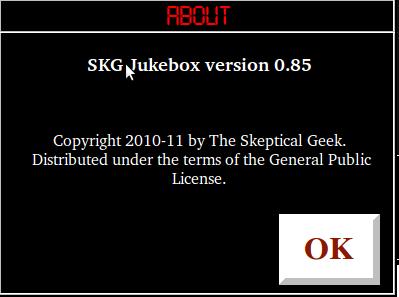 ABOUT
SKG Jukebox version 0.85
Copyright 2010-11 by The Skeptical Geek.
Distributed under the terms of the General Public
License.
OK